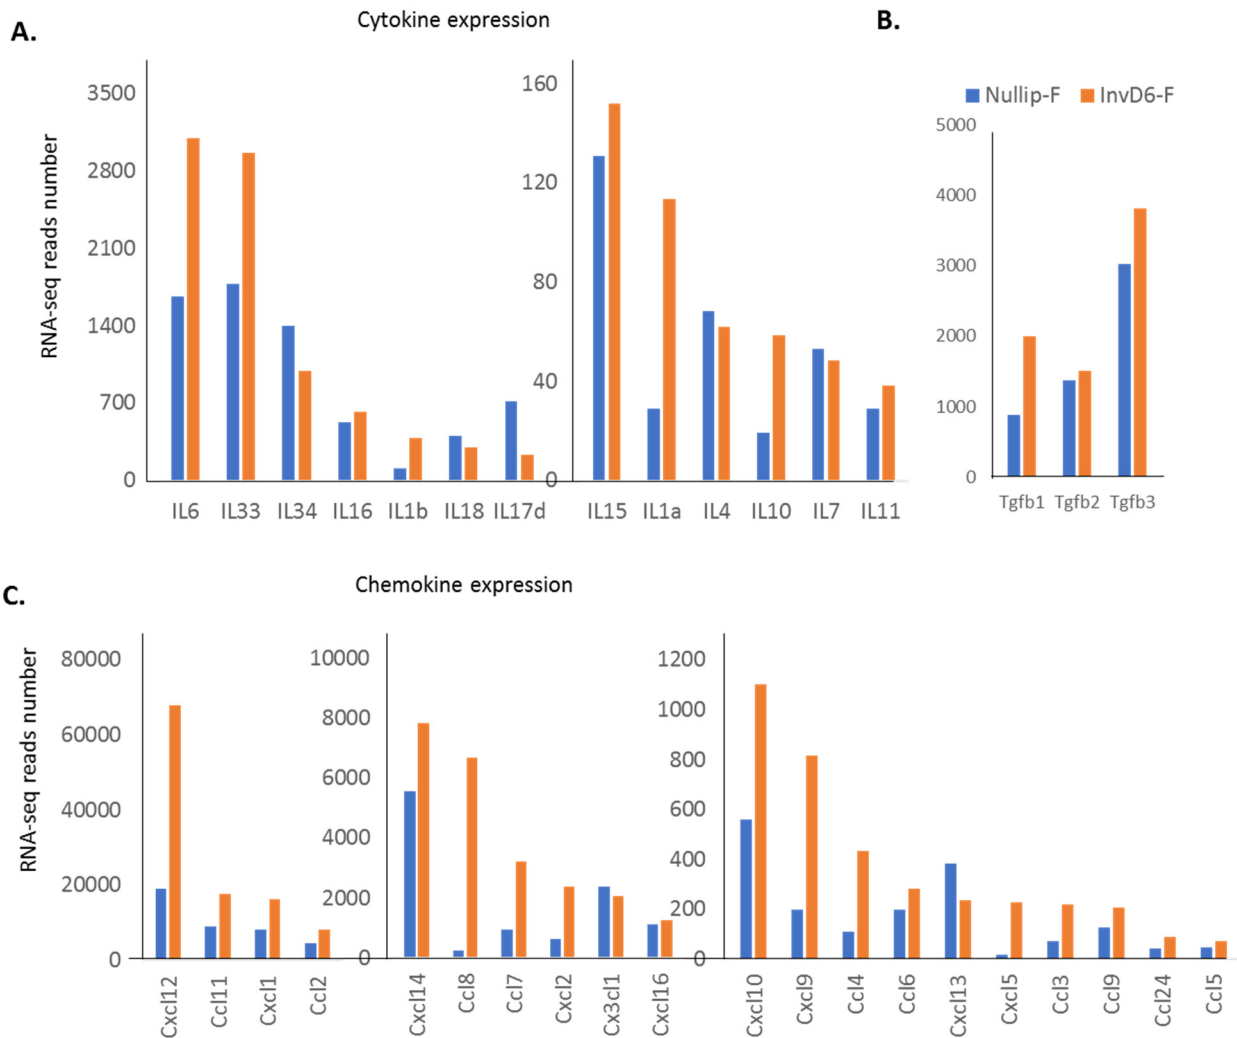 A.
Cytokine expression
B.
Nullip-F InvD6-F
RNA-seq reads number
3500
2800
2100
1400
700
0
160
120
80
40
0
5000
4000
3000
2000
1000
0
IL6 IL33 IL34 IL16 IL1b IL18 IL17d
IL15 IL1a IL4 IL10 IL7 IL11
Tgfb1 Tgfb2 Tgfb3
C.
Chemokine expression
RNA-seq reads number
80000
60000
40000
20000
0
10000
8000
6000
4000
2000
0
1200
1000
800
600
400
200
0
Cxcl12 Ccl11 Cxcl1 Ccl2
Cxcl14 Ccl8 Ccl7 Cxcl2 Cx3cl1 Cxcl16
Cxcl10 Cxcl9 Ccl4 Ccl6 Cxcl13 Cxcl5 Ccl3 Ccl9 Ccl24 Ccl5